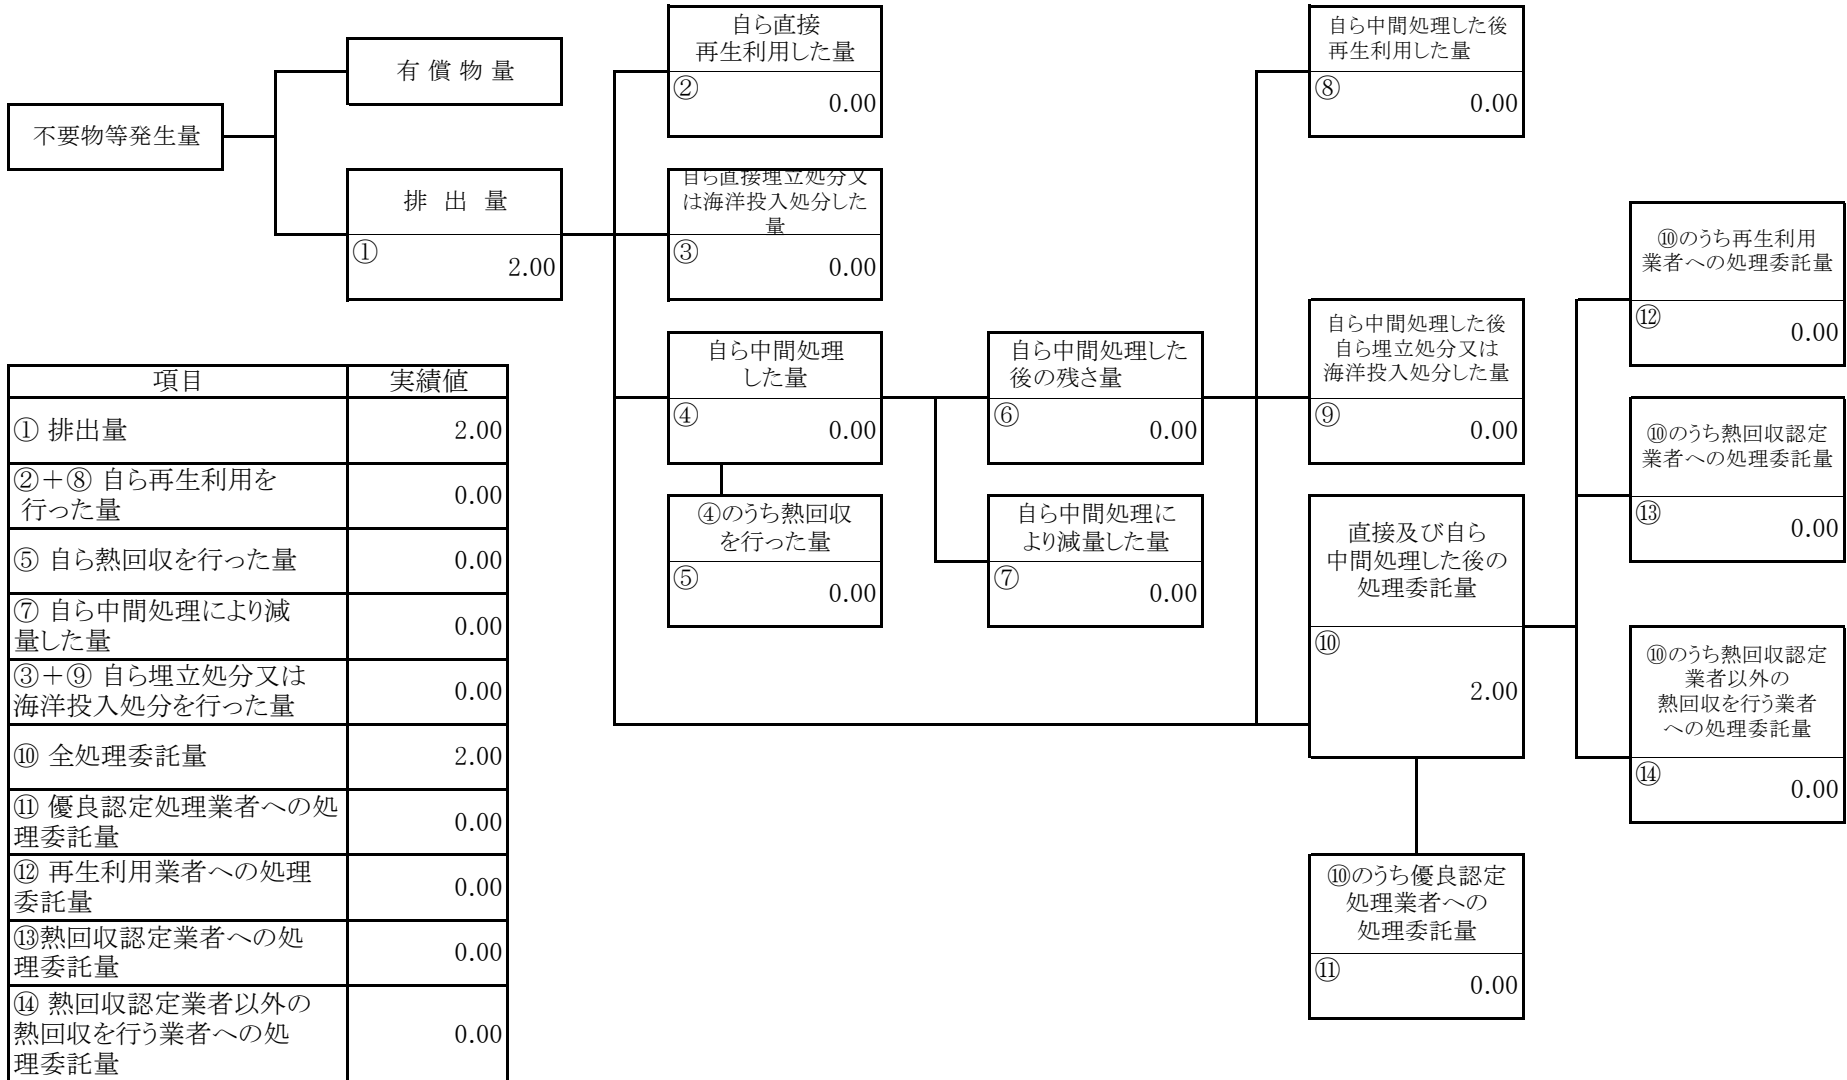 不要物等発生量
有 償 物 量
排 出 量
①
2.00
自ら直接
再生利用した量
②
0.00
自ら直接埋立処分又
は海洋投入処分した
量
③
0.00
自ら中間処理
した量
④
0.00
④のうち熱回収
を行った量
⑤
0.00
自ら中間処理した
後の残さ量
⑥
0.00
自ら中間処理に
より減量した量
⑦
0.00
自ら中間処理した後
再生利用した量
⑧
0.00
自ら中間処理した後
自ら埋立処分又は
海洋投入処分した量
⑨
0.00
直接及び自ら
中間処理した後の
処理委託量
⑩
2.00
⑩のうち優良認定
処理業者への
処理委託量
⑪
0.00
⑩のうち再生利用
業者への処理委託量
⑫
0.00
⑩のうち熱回収認定
業者への処理委託量
⑬
0.00
⑩のうち熱回収認定
業者以外の
熱回収を行う業者
への処理委託量
⑭
0.00
項目 実績値
① 排出量 2.00
②+⑧ 自ら再生利用を
行った量 0.00
⑤ 自ら熱回収を行った量 0.00
⑦ 自ら中間処理により減
量した量 0.00
③+⑨ 自ら埋立処分又は
海洋投入処分を行った量 0.00
⑩ 全処理委託量 2.00
⑪ 優良認定処理業者への処
理委託量 0.00
⑫ 再生利用業者への処理
委託量 0.00
⑬熱回収認定業者への処
理委託量 0.00
⑭ 熱回収認定業者以外の
熱回収を行う業者への処
理委託量 0.00